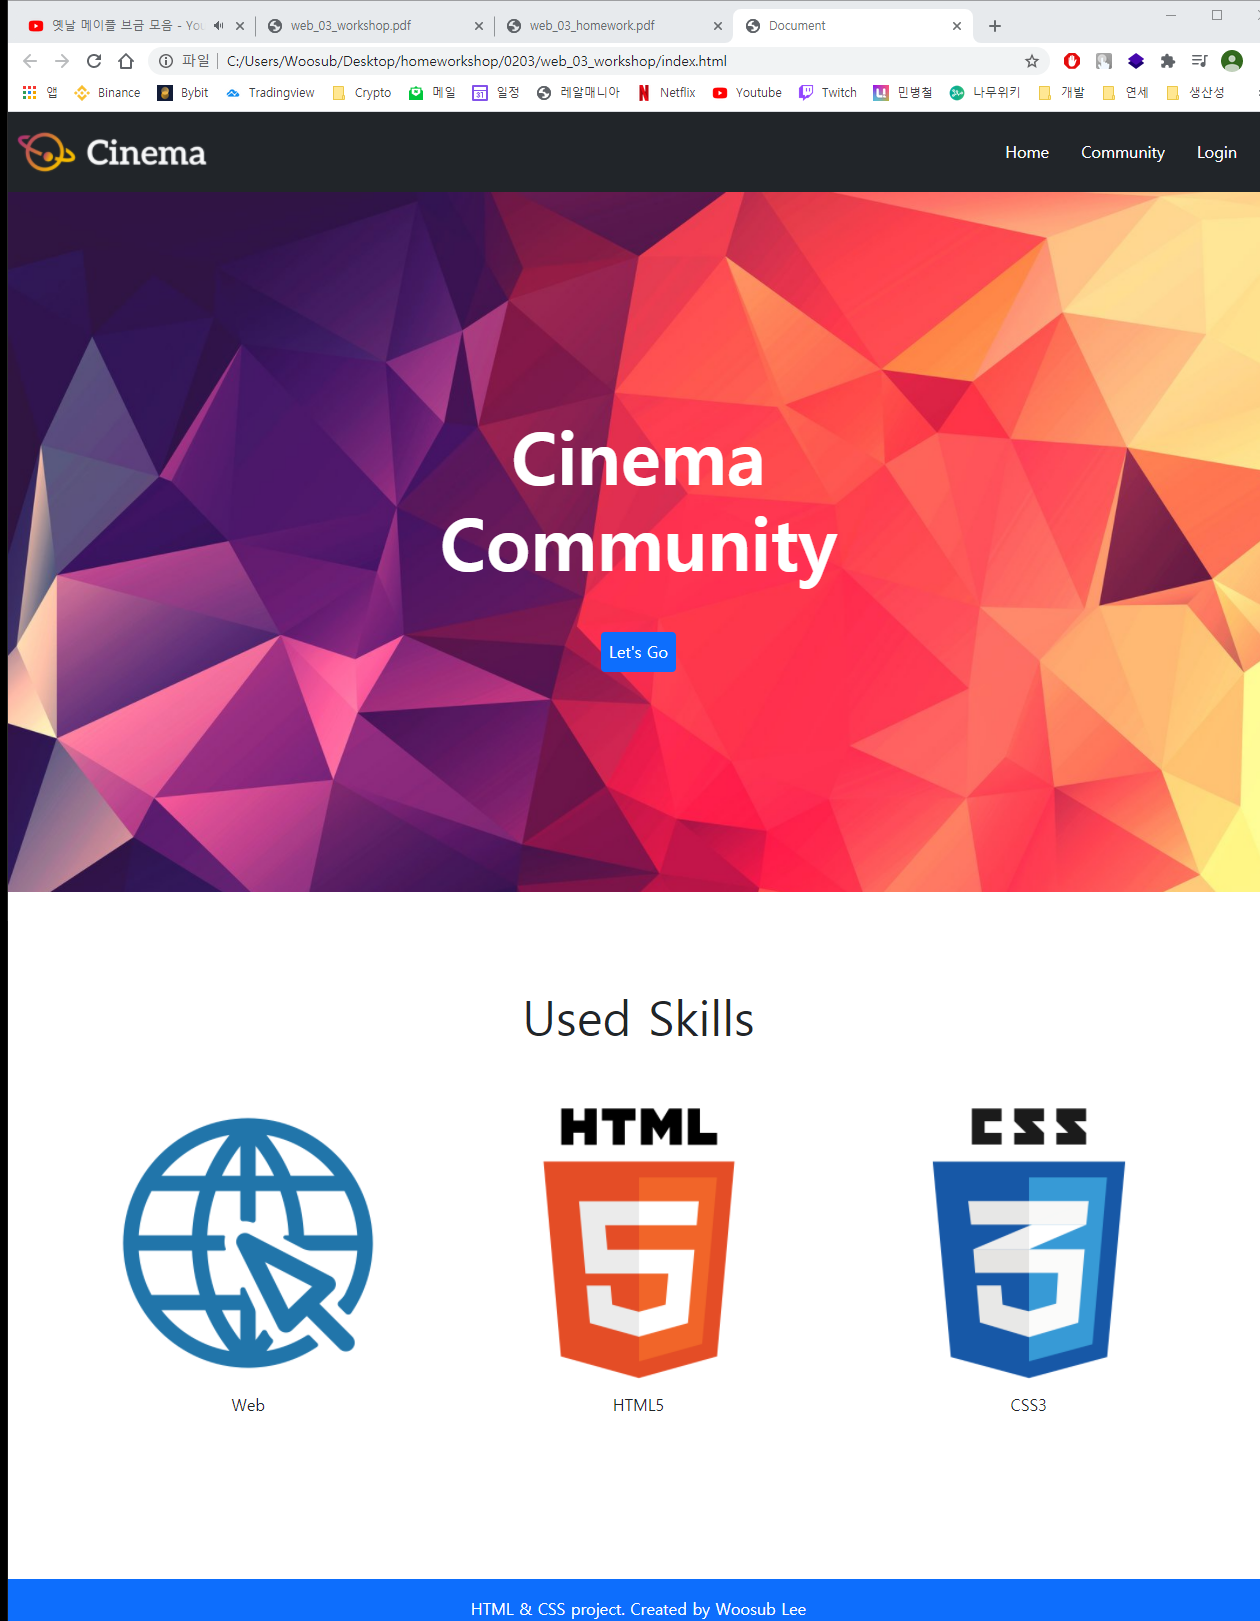 옛날 메이플 브금 모음 - You
web_03_workshop.pdf
web_03_homework.pdf
Document
파일 C:/Users/Woosub/Desktop/homeworkshop/0203/web_03_workshop/index.html
앱 Binance Bybit Tradingview Crypto 메일 일정 레알매니아 Netflix Youtube Twitch 민병철 나무위키 개발 연세 생산성
Cinema
Home Community Login
Cinema
Community
Let's Go
Used Skills
HTML
CSS
5
3
Web
HTML5
CSS3
HTML & CSS project. Created by Woosub Lee